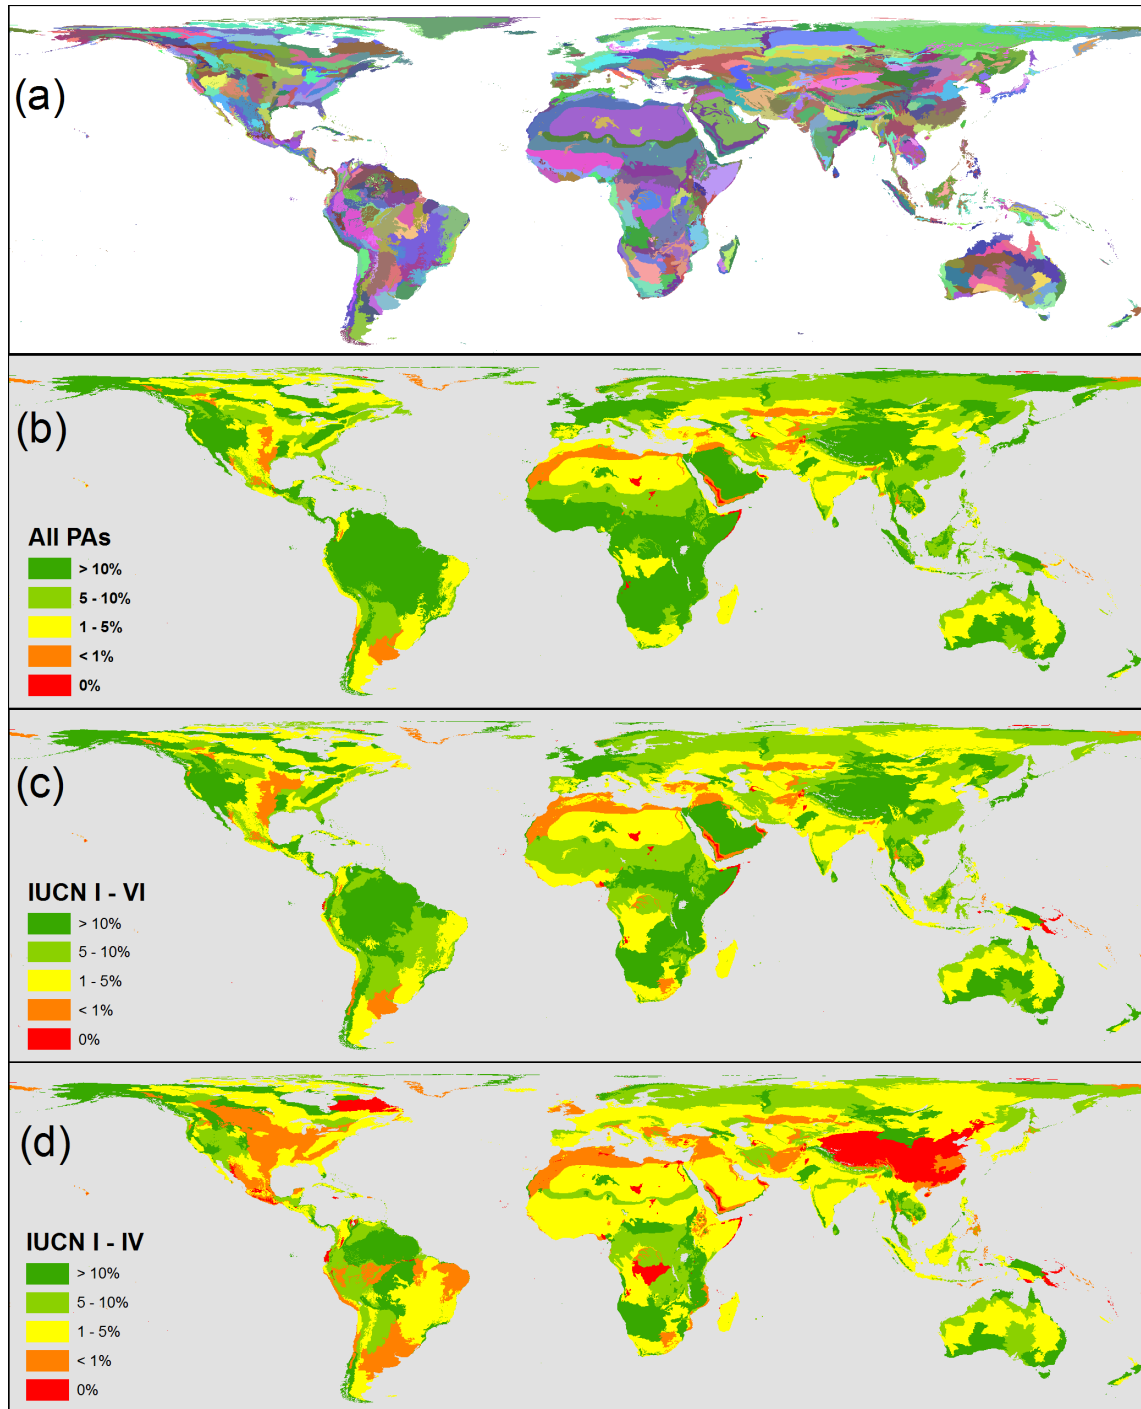 (a)
(b)
All PAs
> 10%
5 - 10%
1 - 5%
< 1%
0%
(c)
IUCN I - VI
> 10%
5 - 10%
1 - 5%
< 1%
0%
(d)
IUCN I - IV
> 10%
5 - 10%
1 - 5%
< 1%
0%